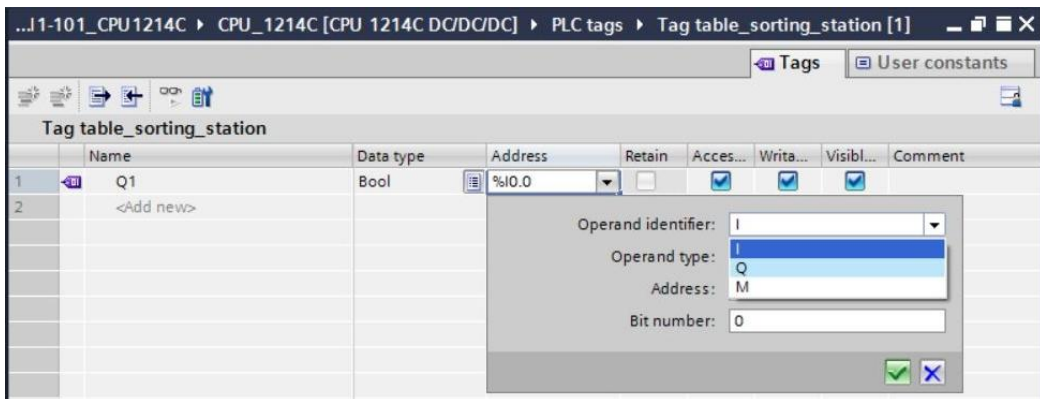 ...11-101_CPU1214C ▸ CPU_1214C [CPU 1214C DC/DC/DC] ▸ PLC tags ▸ Tag table_sorting_station [1]
Tags User constants
Tag table_sorting_station
Name Data type Address Retain Acces... Writa... Visibl... Comment
1 Q1 Bool %I0.0
2 <Add new>
Operand identifier: I
I
Operand type:
Q
Address: M
Bit number: 0